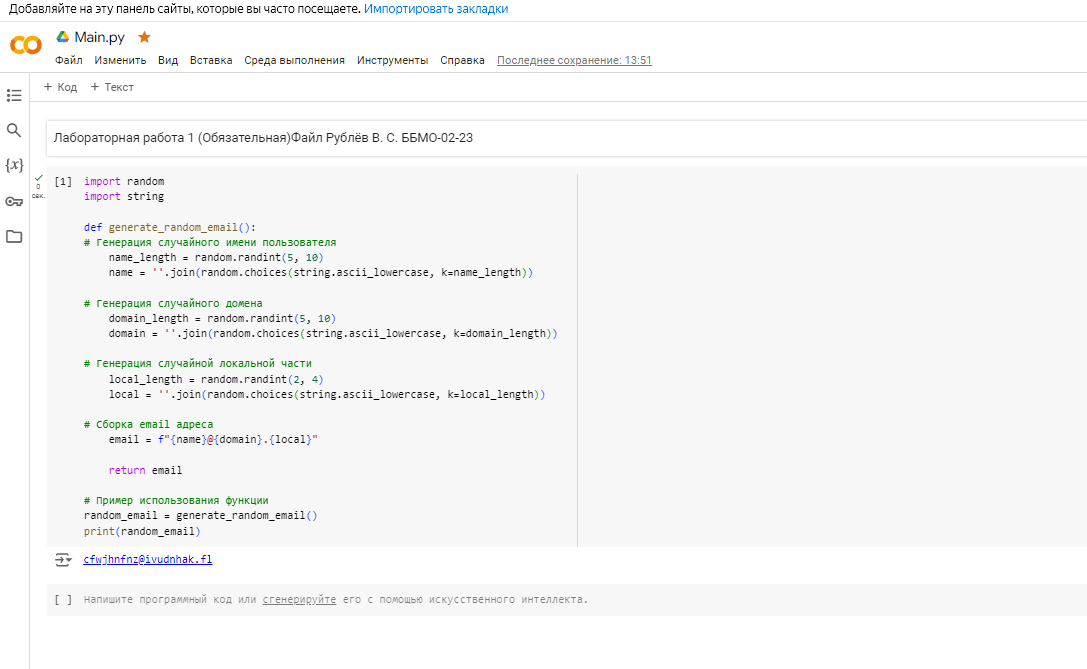 Добавляйте на эту панель сайты, которые вы часто посещаете. Импортировать закладки
Main.py
Файл Изменить Вид Вставка Среда выполнения Инструменты Справка Последнее сохранение: 13:51
+ Код + Текст
Лабораторная работа 1 (Обязательная)Файл Рублёв В. С. ББМО-02-23
{x}
0
сек.
[1] import random
import string
def generate_random_email():
# Генерация случайного имени пользователя
name_length = random.randint(5, 10)
name = ''.join(random.choices(string.ascii_lowercase, k=name_length))
# Генерация случайного домена
domain_length = random.randint(5, 10)
domain = ''.join(random.choices(string.ascii_lowercase, k=domain_length))
# Генерация случайной локальной части
local_length = random.randint(2, 4)
local = ''.join(random.choices(string.ascii_lowercase, k=local_length))
# Сборка email адреса
email = f"{name}@{domain}.{local}"
return email
# Пример использования функции
random_email = generate_random_email()
print(random_email)
cfwjhnfnz@ivudnhak.fl
[ ] Напишите программный код или сгенерируйте его с помощью искусственного интеллекта.